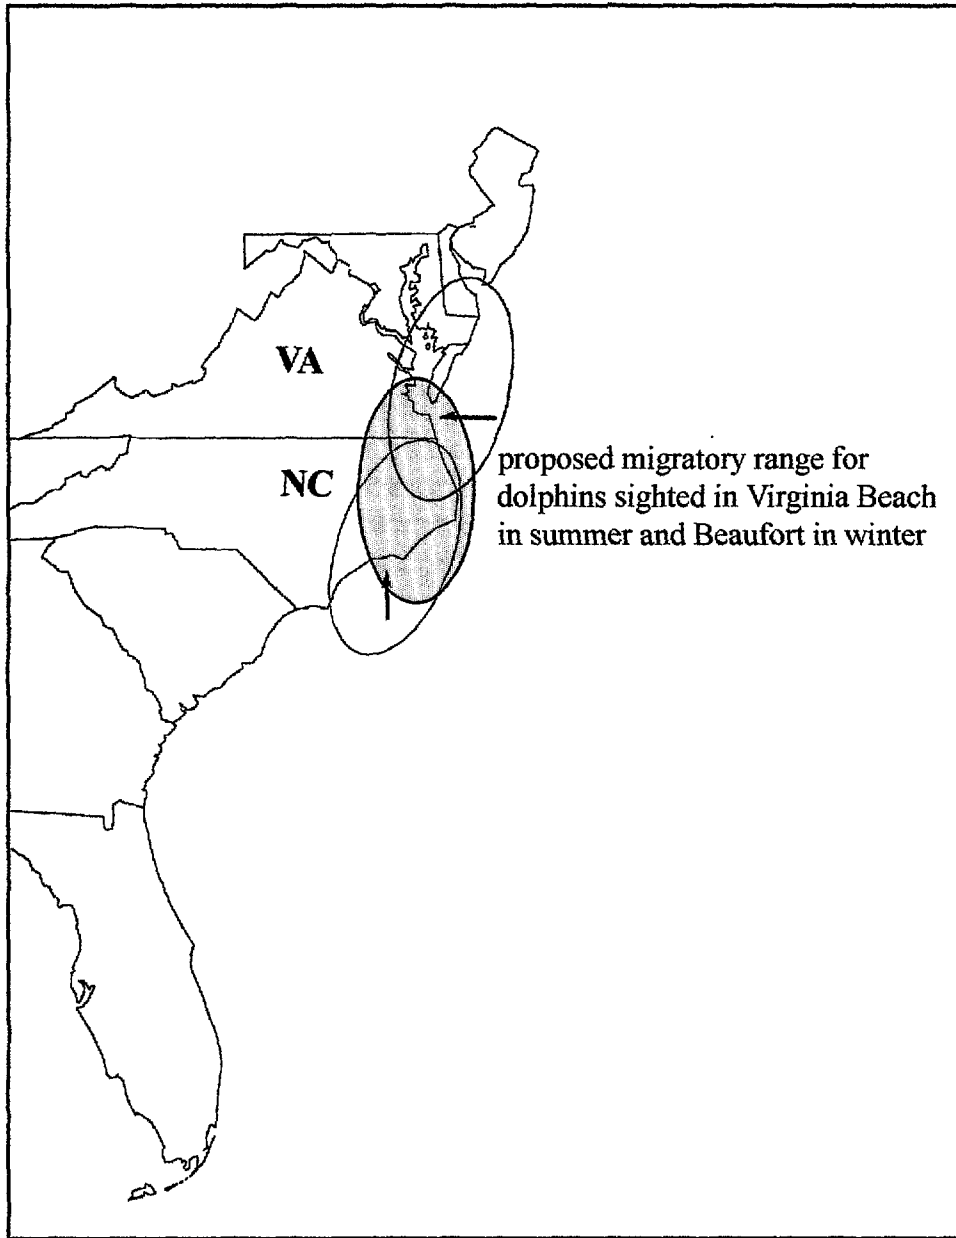 VA
NC
proposed migratory range for
dolphins sighted in Virginia Beach
in summer and Beaufort in winter